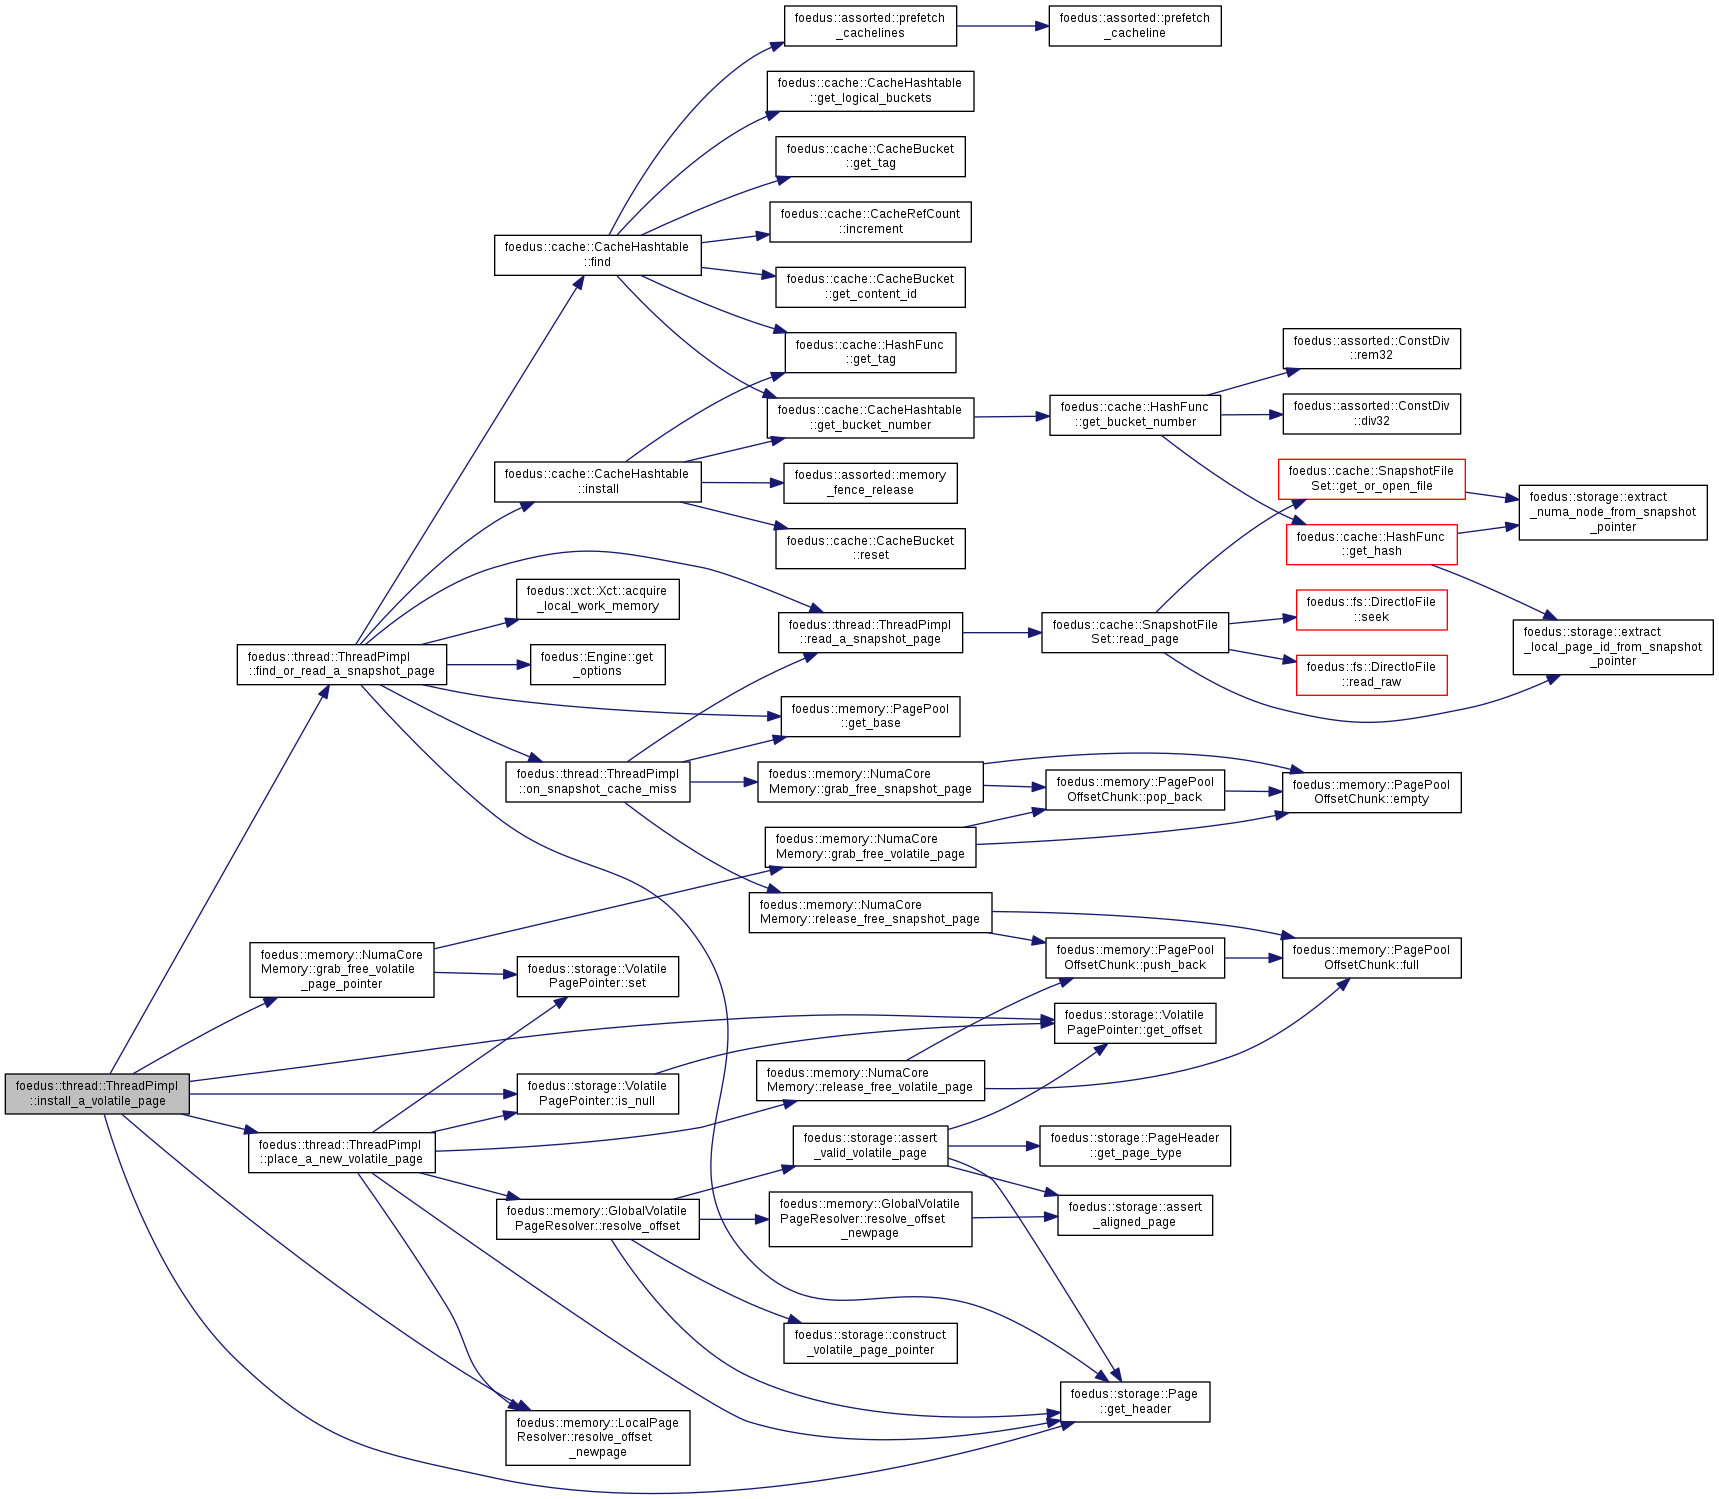 foedus::assorted::prefetch
_cachelines
foedus::assorted::prefetch
_cacheline
foedus::cache::CacheHashtable
::get_logical_buckets
foedus::cache::CacheBucket
::get_tag
foedus::cache::CacheRefCount
::increment
foedus::cache::CacheHashtable
::find
foedus::cache::CacheBucket
::get_content_id
foedus::cache::HashFunc
::get_tag
foedus::assorted::ConstDiv
::rem32
foedus::cache::CacheHashtable
::get_bucket_number
foedus::cache::HashFunc
::get_bucket_number
foedus::assorted::ConstDiv
::div32
foedus::cache::CacheHashtable
::install
foedus::assorted::memory
_fence_release
foedus::cache::SnapshotFile
Set::get_or_open_file
foedus::storage::extract
_numa_node_from_snapshot
_pointer
foedus::cache::CacheBucket
::reset
foedus::cache::HashFunc
::get_hash
foedus::xct::Xct::acquire
_local_work_memory
foedus::thread::ThreadPimpl
::read_a_snapshot_page
foedus::cache::SnapshotFile
Set::read_page
foedus::fs::DirectIoFile
::seek
foedus::storage::extract
_local_page_id_from_snapshot
_pointer
foedus::thread::ThreadPimpl
::find_or_read_a_snapshot_page
foedus::Engine::get
_options
foedus::fs::DirectIoFile
::read_raw
foedus::memory::PagePool
::get_base
foedus::thread::ThreadPimpl
::on_snapshot_cache_miss
foedus::memory::NumaCore
Memory::grab_free_snapshot_page
foedus::memory::PagePool
OffsetChunk::pop_back
foedus::memory::PagePool
OffsetChunk::empty
foedus::memory::NumaCore
Memory::grab_free_volatile_page
foedus::memory::NumaCore
Memory::release_free_snapshot_page
foedus::memory::NumaCore
Memory::grab_free_volatile
_page_pointer
foedus::storage::Volatile
PagePointer::set
foedus::memory::PagePool
OffsetChunk::push_back
foedus::memory::PagePool
OffsetChunk::full
foedus::storage::Volatile
PagePointer::get_offset
foedus::thread::ThreadPimpl
::install_a_volatile_page
foedus::storage::Volatile
PagePointer::is_null
foedus::memory::NumaCore
Memory::release_free_volatile_page
foedus::thread::ThreadPimpl
::place_a_new_volatile_page
foedus::storage::assert
_valid_volatile_page
foedus::storage::PageHeader
::get_page_type
foedus::memory::GlobalVolatile
PageResolver::resolve_offset
foedus::memory::GlobalVolatile
PageResolver::resolve_offset
_newpage
foedus::storage::assert
_aligned_page
foedus::storage::construct
_volatile_page_pointer
foedus::storage::Page
::get_header
foedus::memory::LocalPage
Resolver::resolve_offset
_newpage